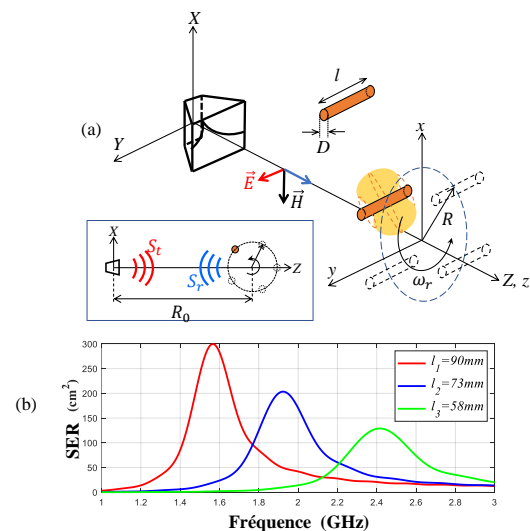 X
l
(a)
D
Y
x
E
H
R
X
S_t
S_r
Z
R_0
y
ω_r
Z, z
(b)
SER (cm²)
300
250
200
150
100
50
0
l_1=90mm
l_2=73mm
l_3=58mm
1 1.2 1.4 1.6 1.8 2 2.2 2.4 2.6 2.8 3
Fréquence (GHz)